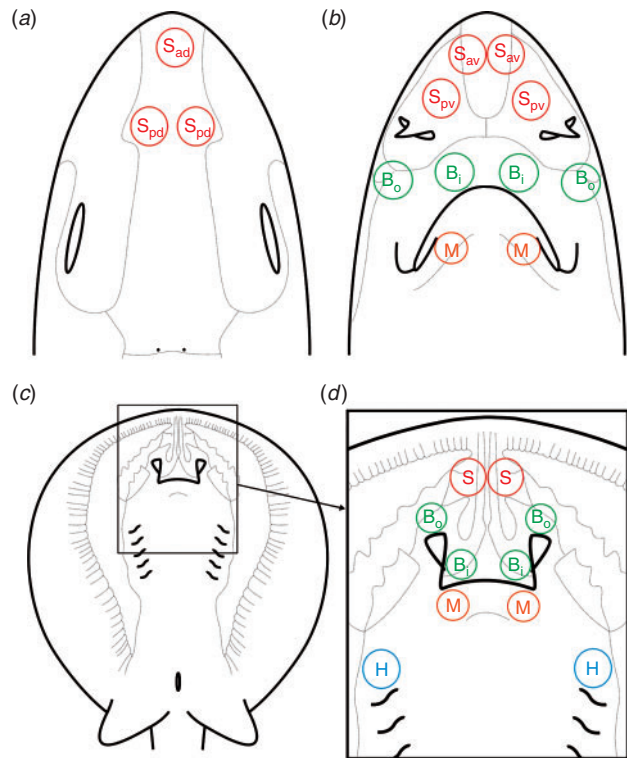 (a)
S_ad
S_pd S_pd
(b)
S_av S_av
S_pv S_pv
B_o B_i B_i B_o
M M
(c)
(d)
S S
B_o B_o
B_i B_i
M M
H H